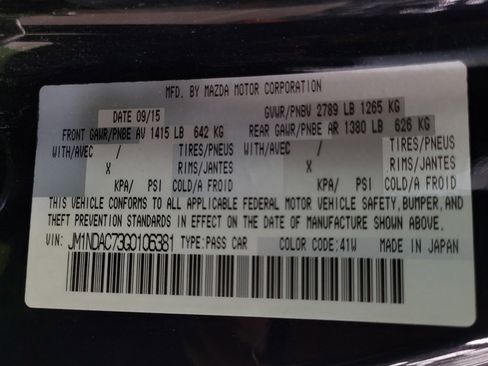 MFD. BY MAZDA MOTOR CORPORATION
DATE 09/15 GVWR/PNBV 2789 LB 1265 KG
FRONT GAWR/PNBE AV 1415 LB 642 KG REAR GAWR/PNBE AR 1380 LB 626 KG
WITH/AVEC / TIRES/PNEUS WITH/AVEC / TIRES/PNEUS
X RIMS/JANTES X RIMS/JANTES
KPA/ PSI COLD/A FROID KPA/ PSI COLD/A FROID
THIS VEHICLE CONFORMS TO ALL APPLICABLE FEDERAL MOTOR VEHICLE SAFETY, BUMPER, AND
THEFT PREVENTION STANDARDS IN EFFECT ON THE DATE OF MANUFACTURE SHOWN ABOVE.
VIN: JM1NDAC73G0106381 TYPE:PASS CAR COLOR CODE:41W MADE IN JAPAN